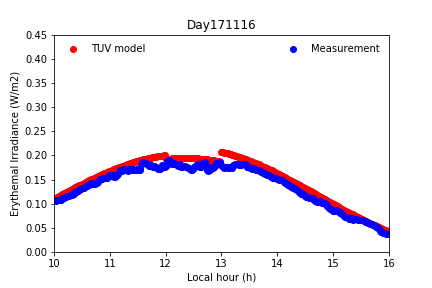 Day171116
TUV model
Measurement
Erythemal Irradiance (W/m2)
0.45
0.40
0.35
0.30
0.25
0.20
0.15
0.10
0.05
0.00
10 11 12 13 14 15 16
Local hour (h)